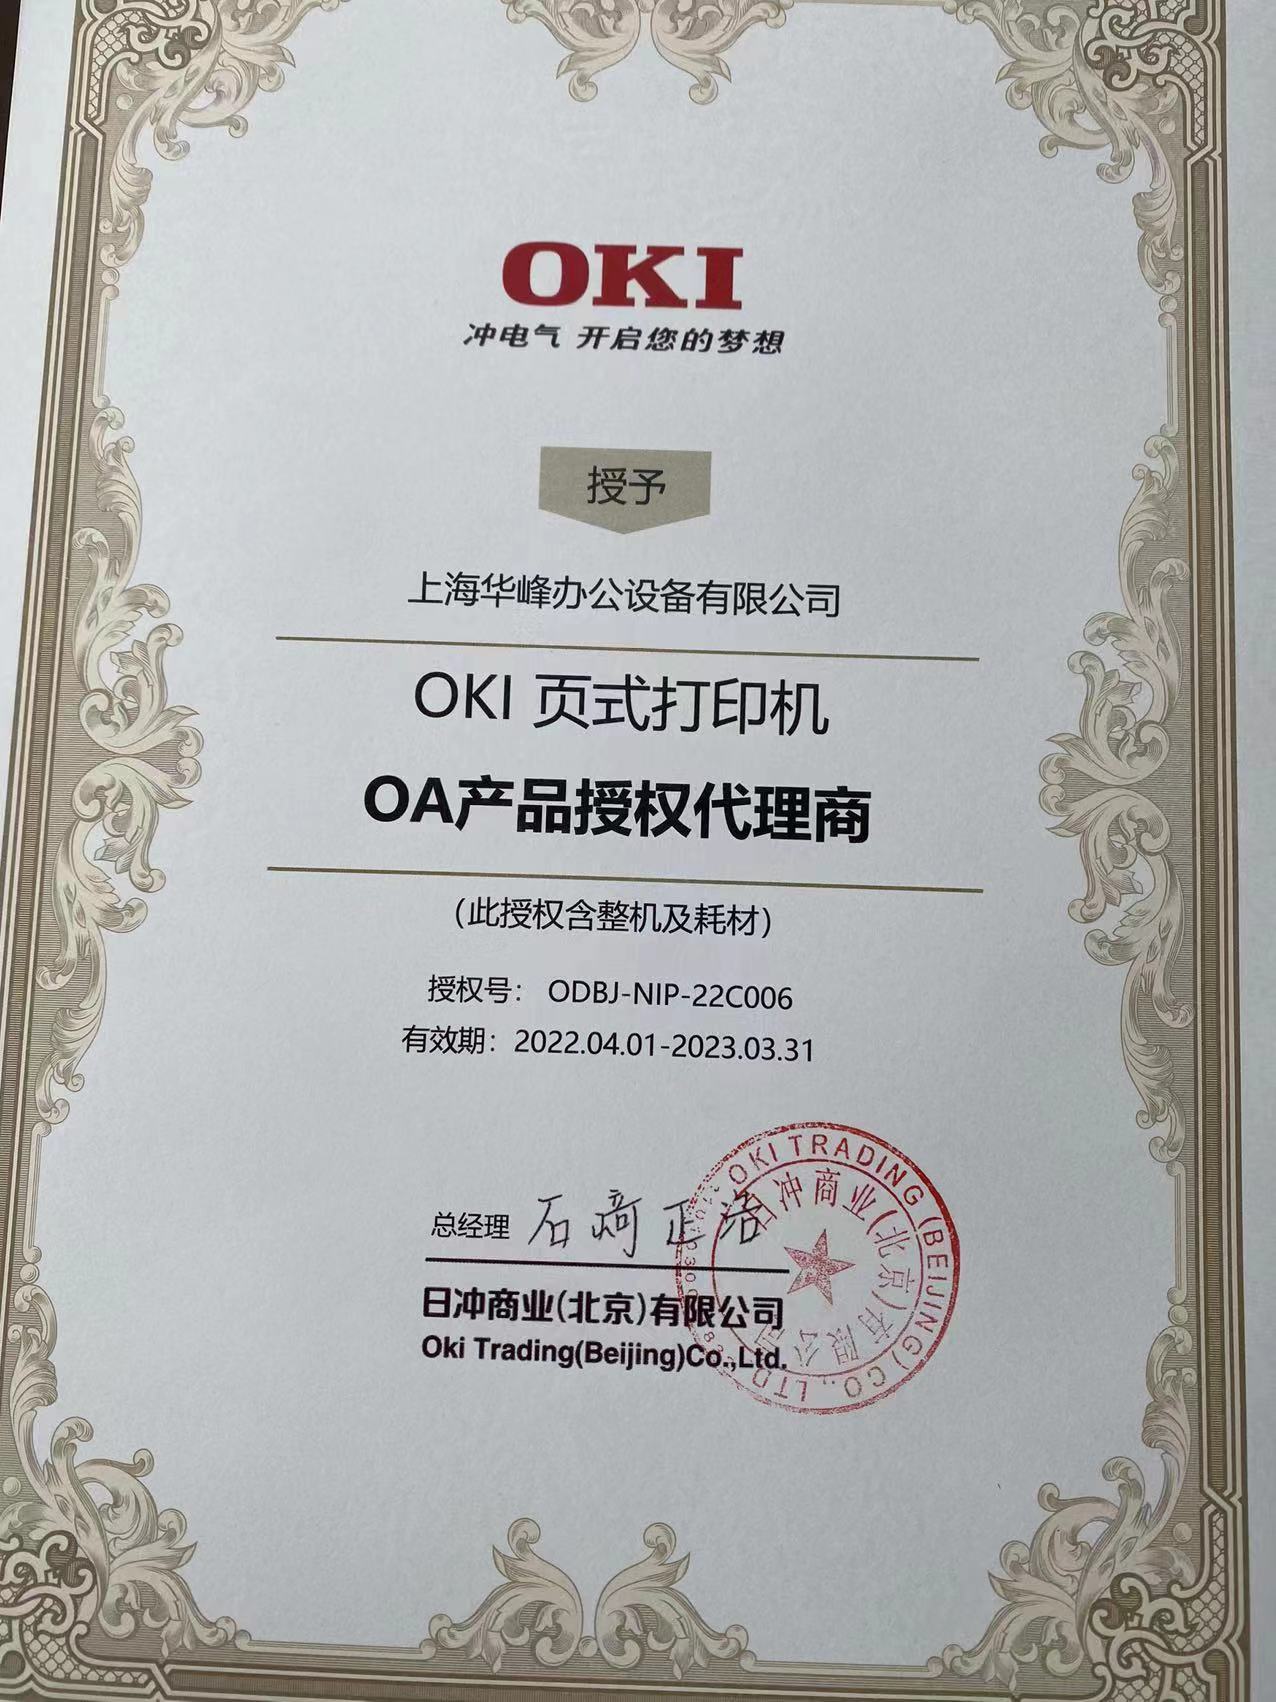 OKI
冲电气 开启您的梦想
授予
上海华峰办公设备有限公司
OKI 页式打印机
OA产品授权代理商
（此授权含整机及耗材）
授权号： ODBJ-NIP-22C006
有效期：2022.04.01-2023.03.31
总经理 石﨑正浩
日冲商业(北京)有限公司
Oki Trading(Beijing)Co.,Ltd.
OKI TRADING (BEIJING) CO., LTD.
日冲商业(北京)有限公司